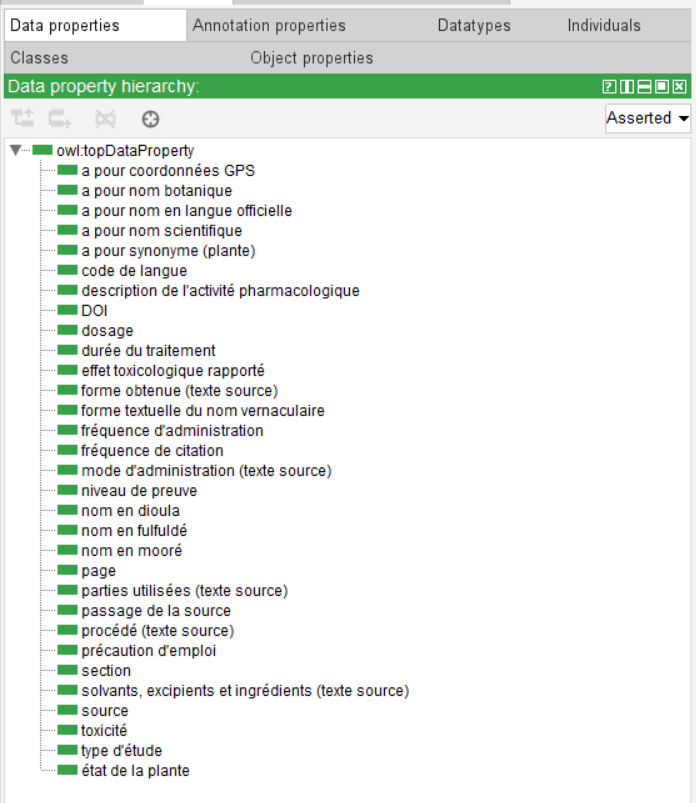 Data properties Annotation properties Datatypes Individuals
Classes Object properties
Data property hierarchy:
Asserted
owl:topDataProperty
a pour coordonnées GPS
a pour nom botanique
a pour nom en langue officielle
a pour nom scientifique
a pour synonyme (plante)
code de langue
description de l'activité pharmacologique
DOI
dosage
durée du traitement
effet toxicologique rapporté
forme obtenue (texte source)
forme textuelle du nom vernaculaire
fréquence d'administration
fréquence de citation
mode d'administration (texte source)
niveau de preuve
nom en dioula
nom en fulfuldé
nom en mooré
page
parties utilisées (texte source)
passage de la source
procédé (texte source)
précaution d'emploi
section
solvants, excipients et ingrédients (texte source)
source
toxicité
type d'étude
état de la plante